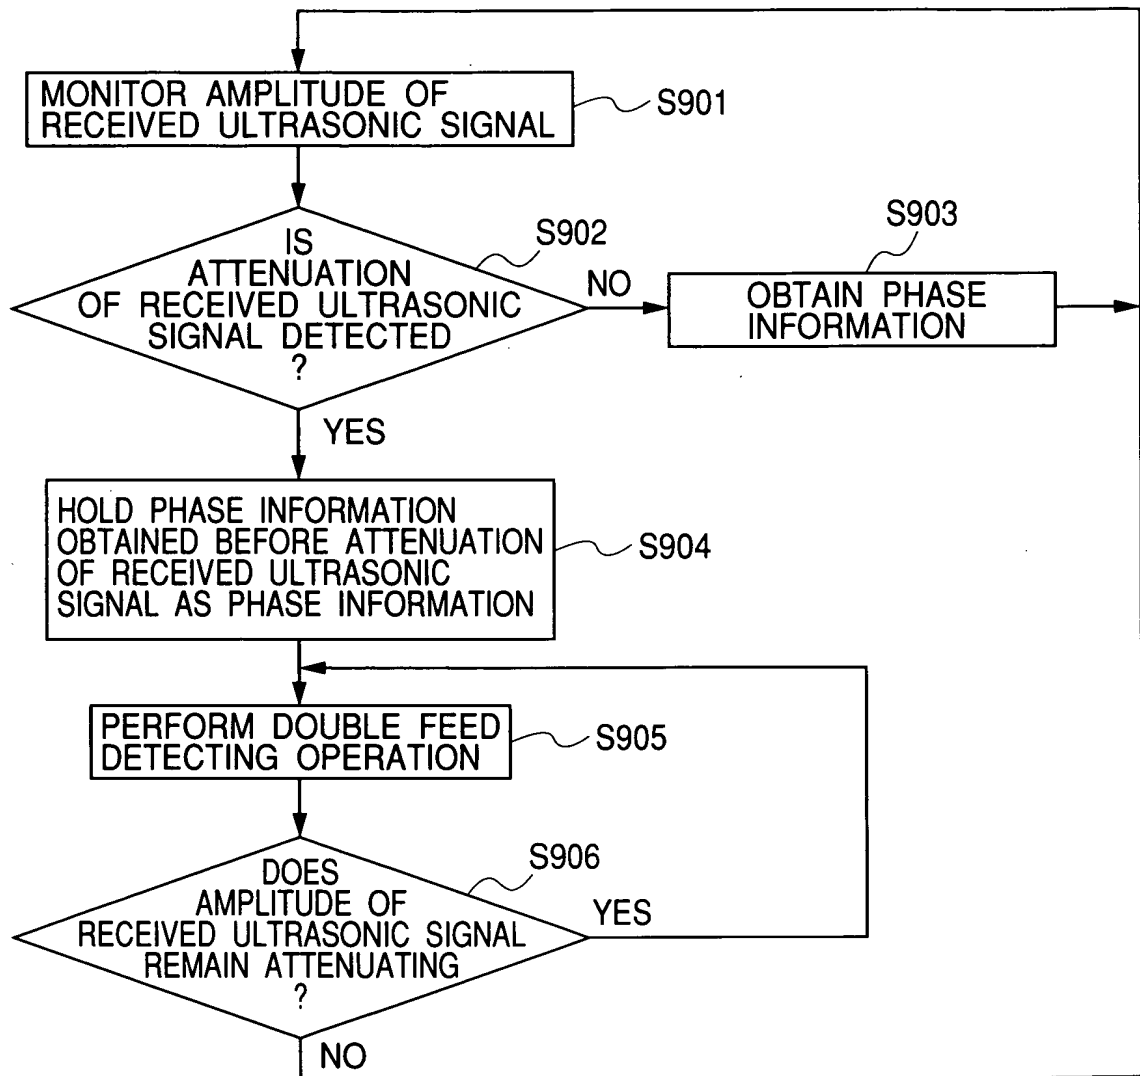 MONITOR AMPLITUDE OF
RECEIVED ULTRASONIC SIGNAL
S901
IS
ATTENUATION
OF RECEIVED ULTRASONIC
SIGNAL DETECTED
?
S902
NO
S903
OBTAIN PHASE
INFORMATION
YES
HOLD PHASE INFORMATION
OBTAINED BEFORE ATTENUATION
OF RECEIVED ULTRASONIC
SIGNAL AS PHASE INFORMATION
S904
PERFORM DOUBLE FEED
DETECTING OPERATION
S905
DOES
AMPLITUDE OF
RECEIVED ULTRASONIC SIGNAL
REMAIN ATTENUATING
?
S906
YES
NO